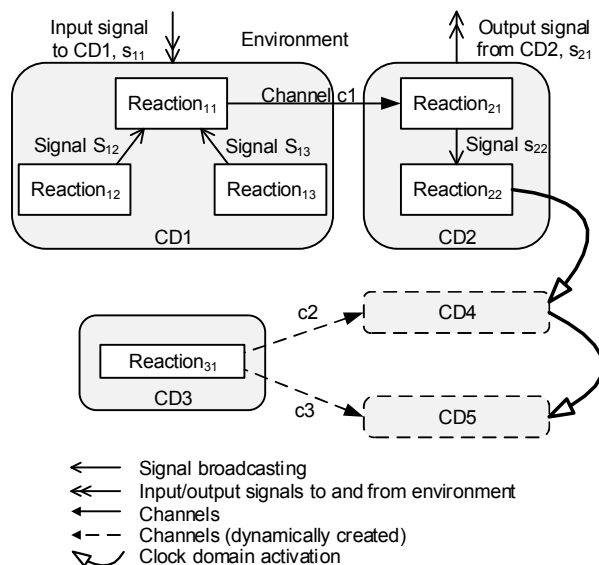 Input signal
to CD1, s₁₁
Environment
Output signal
from CD2, s₂₁
Reaction₁₁
Channel c1
Reaction₂₁
Signal S₁₂
Signal S₁₃
Signal s₂₂
Reaction₁₂
Reaction₁₃
Reaction₂₂
CD1
CD2
c2
CD4
Reaction₃₁
CD3
c3
CD5
Signal broadcasting
Input/output signals to and from environment
Channels
Channels (dynamically created)
Clock domain activation